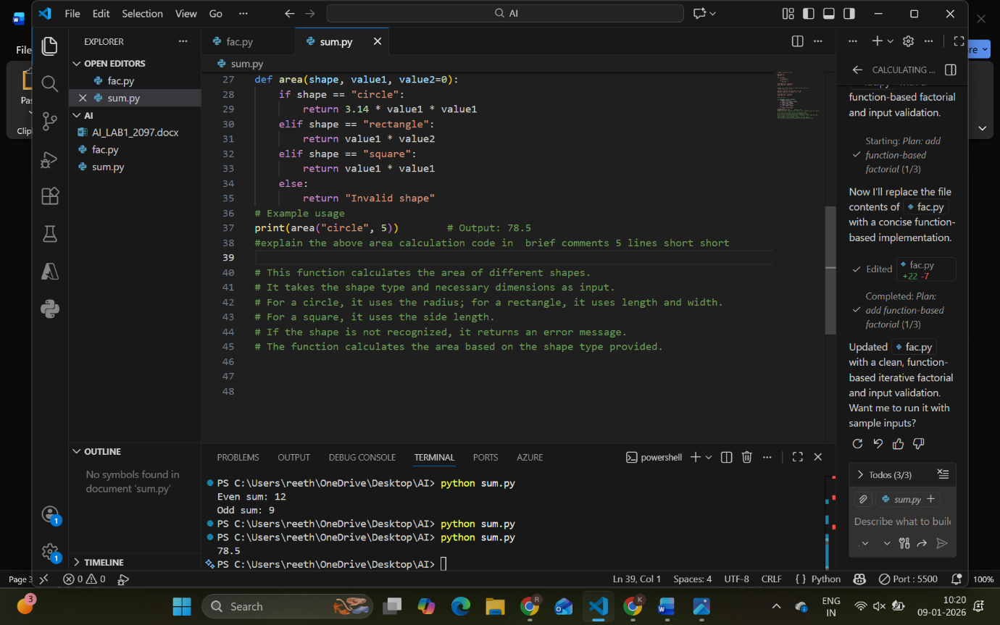 File Edit Selection View Go ··· AI
File
Pas
Clip
re
EXPLORER ···
OPEN EDITORS
fac.py
sum.py
AI
AI_LAB1_2097.docx
fac.py
sum.py
OUTLINE
No symbols found in
document 'sum.py'
TIMELINE
fac.py sum.py
sum.py
27 def area(shape, value1, value2=0):
28 if shape == "circle":
29 return 3.14 * value1 * value1
30 elif shape == "rectangle":
31 return value1 * value2
32 elif shape == "square":
33 return value1 * value1
34 else:
35 return "Invalid shape"
36 # Example usage
37 print(area("circle", 5)) # Output: 78.5
38 #explain the above area calculation code in  brief comments 5 lines short short
39
40 # This function calculates the area of different shapes.
41 # It takes the shape type and necessary dimensions as input.
42 # For a circle, it uses the radius; for a rectangle, it uses length and width.
43 # For a square, it uses the side length.
44 # If the shape is not recognized, it returns an error message.
45 # The function calculates the area based on the shape type provided.
46
47
48
PROBLEMS OUTPUT DEBUG CONSOLE TERMINAL PORTS AZURE powershell
PS C:\Users\reeth\OneDrive\Desktop\AI> python sum.py
Even sum: 12
Odd sum: 9
PS C:\Users\reeth\OneDrive\Desktop\AI> python sum.py
PS C:\Users\reeth\OneDrive\Desktop\AI> python sum.py
78.5
PS C:\Users\reeth\OneDrive\Desktop\AI>
CALCULATING ...
function-based factorial
and input validation.
Starting: Plan: add
function-based
factorial (1/3)
Now I'll replace the file
contents of fac.py
with a concise function-
based implementation.
Edited fac.py
+22 -7
Completed: Plan:
add function-based
factorial (1/3)
Updated fac.py
with a clean, function-
based iterative factorial
and input validation.
Want me to run it with
sample inputs?
Todos (3/3)
sum.py
Describe what to build
1
1
Page 3 0 0 Ln 39, Col 1 Spaces: 4 UTF-8 CRLF { } Python Port : 5500 100%
3 Search R K W ENG
IN
10:20
09-01-2026